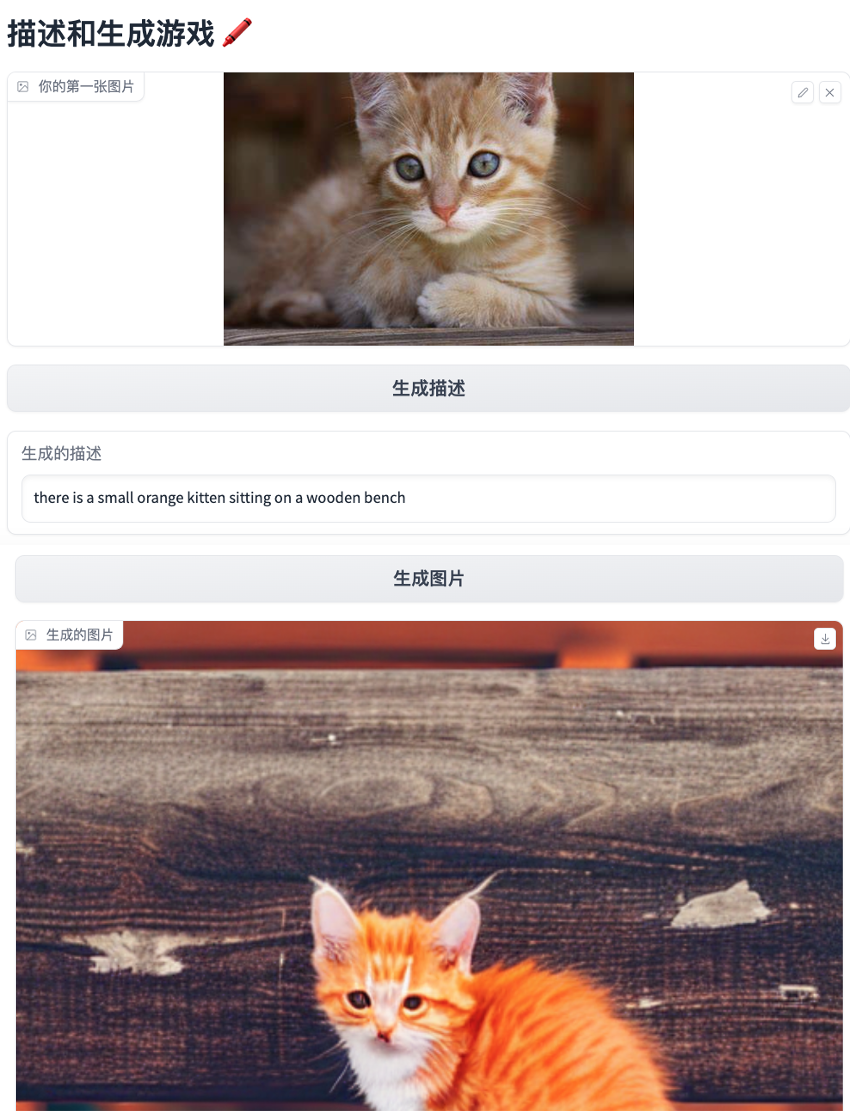 描述和生成游戏 🖍️
你的第一张图片
生成描述
生成的描述
there is a small orange kitten sitting on a wooden bench
生成图片
生成的图片